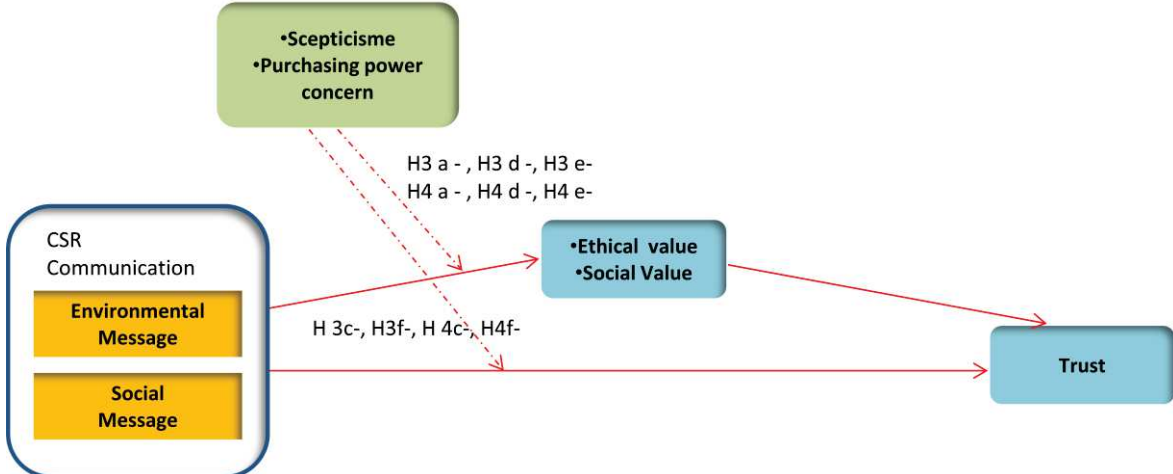 •Scepticisme
•Purchasing power
concern
H3 a - , H3 d -, H3 e-
H4 a - , H4 d -, H4 e-
CSR
Communication
Environmental
Message
Social
Message
•Ethical value
•Social Value
H 3c-, H3f-, H 4c-, H4f-
Trust